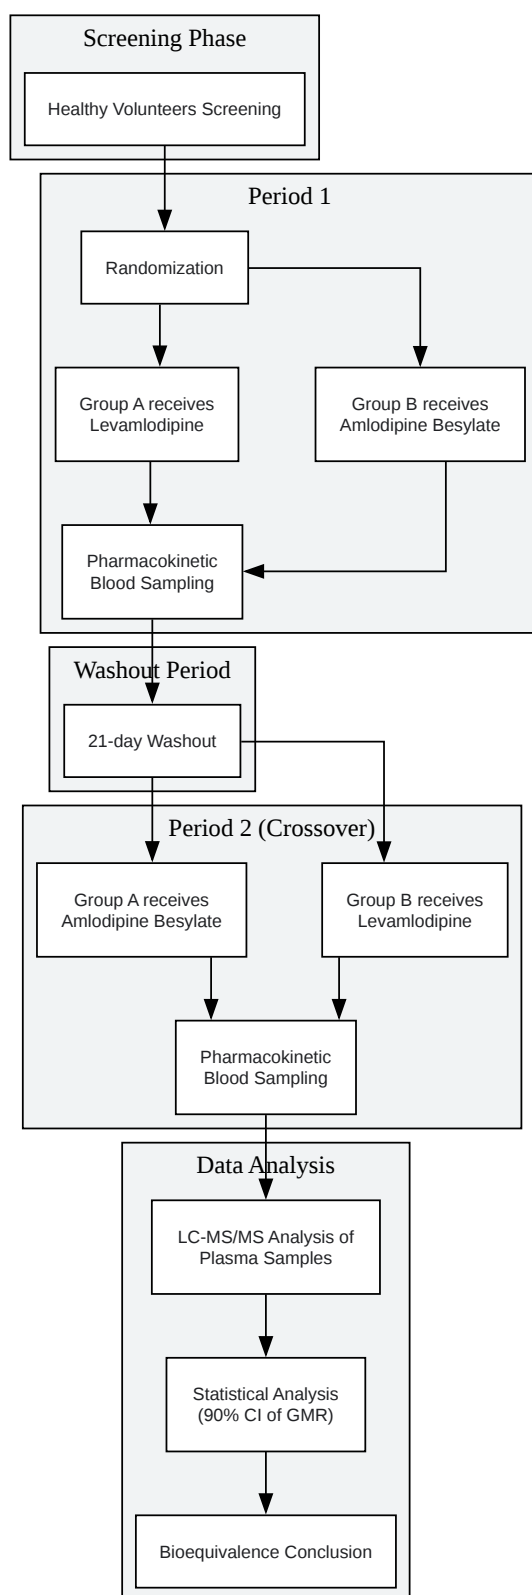 Screening Phase
Healthy Volunteers Screening
Period 1
Randomization
Group A receives
Levamlodipine
Group B receives
Amlodipine Besylate
Pharmacokinetic
Blood Sampling
Washout Period
21-day Washout
Period 2 (Crossover)
Group A receives
Amlodipine Besylate
Group B receives
Levamlodipine
Pharmacokinetic
Blood Sampling
Data Analysis
LC-MS/MS Analysis of
Plasma Samples
Statistical Analysis
(90% CI of GMR)
Bioequivalence Conclusion